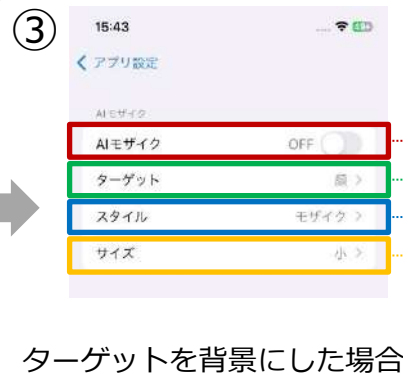 ③
15:43
アプリ設定
AIモザイク
AIモザイク OFF
ターゲット 顔
スタイル モザイク
サイズ 小
ターゲットを背景にした場合